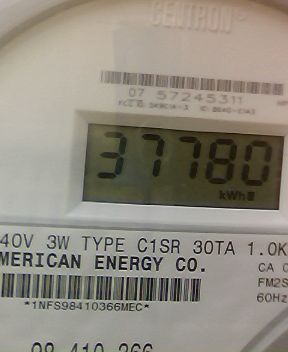 CENTRON®
07 57245311
37780
kWh
40V 3W TYPE C1SR 30TA 1.0K
MERICAN ENERGY CO.
CA 0
FM2S
60Hz
*1NFS98410366MEC*
98 410 366